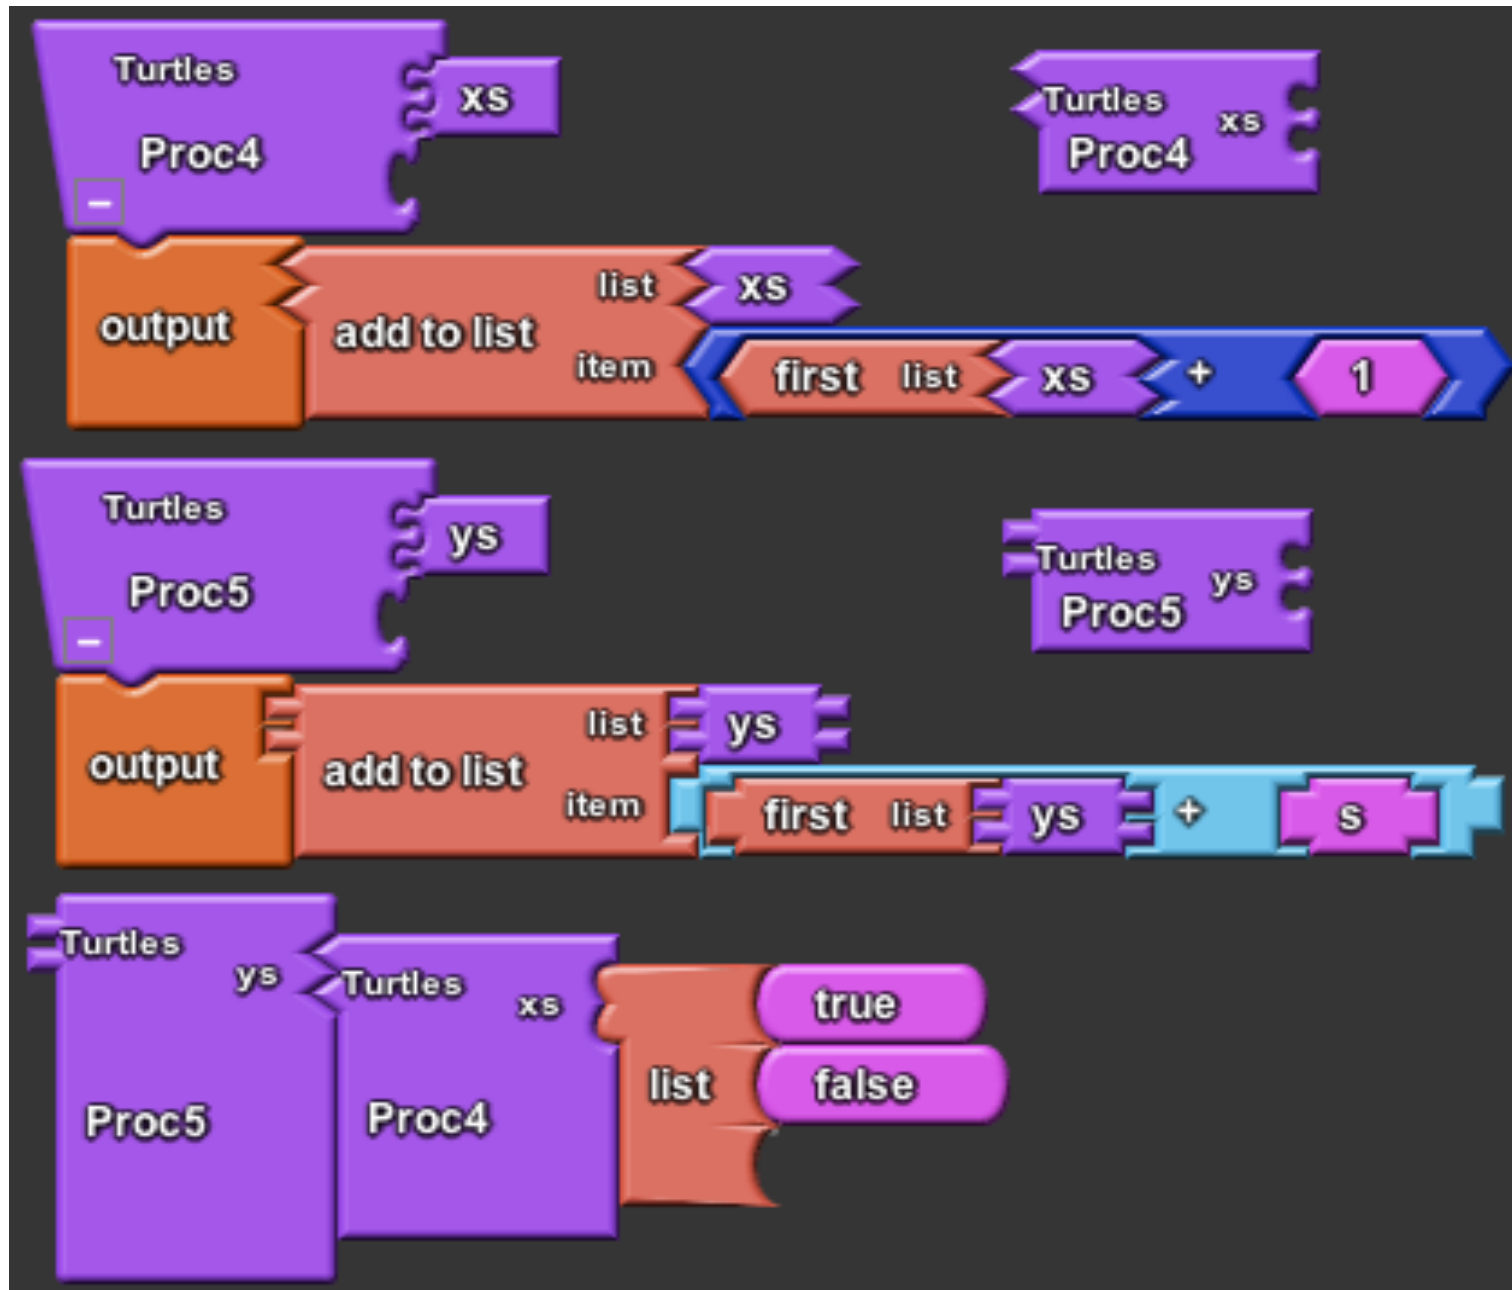 Turtles
xs
Proc4
–
Turtles
xs
Proc4
output
add to list
list
xs
item
first list xs + 1
Turtles
ys
Proc5
–
Turtles
ys
Proc5
output
add to list
list
ys
item
first list ys + s
Turtles
ys
Proc5
Turtles
xs
Proc4
list
true
false